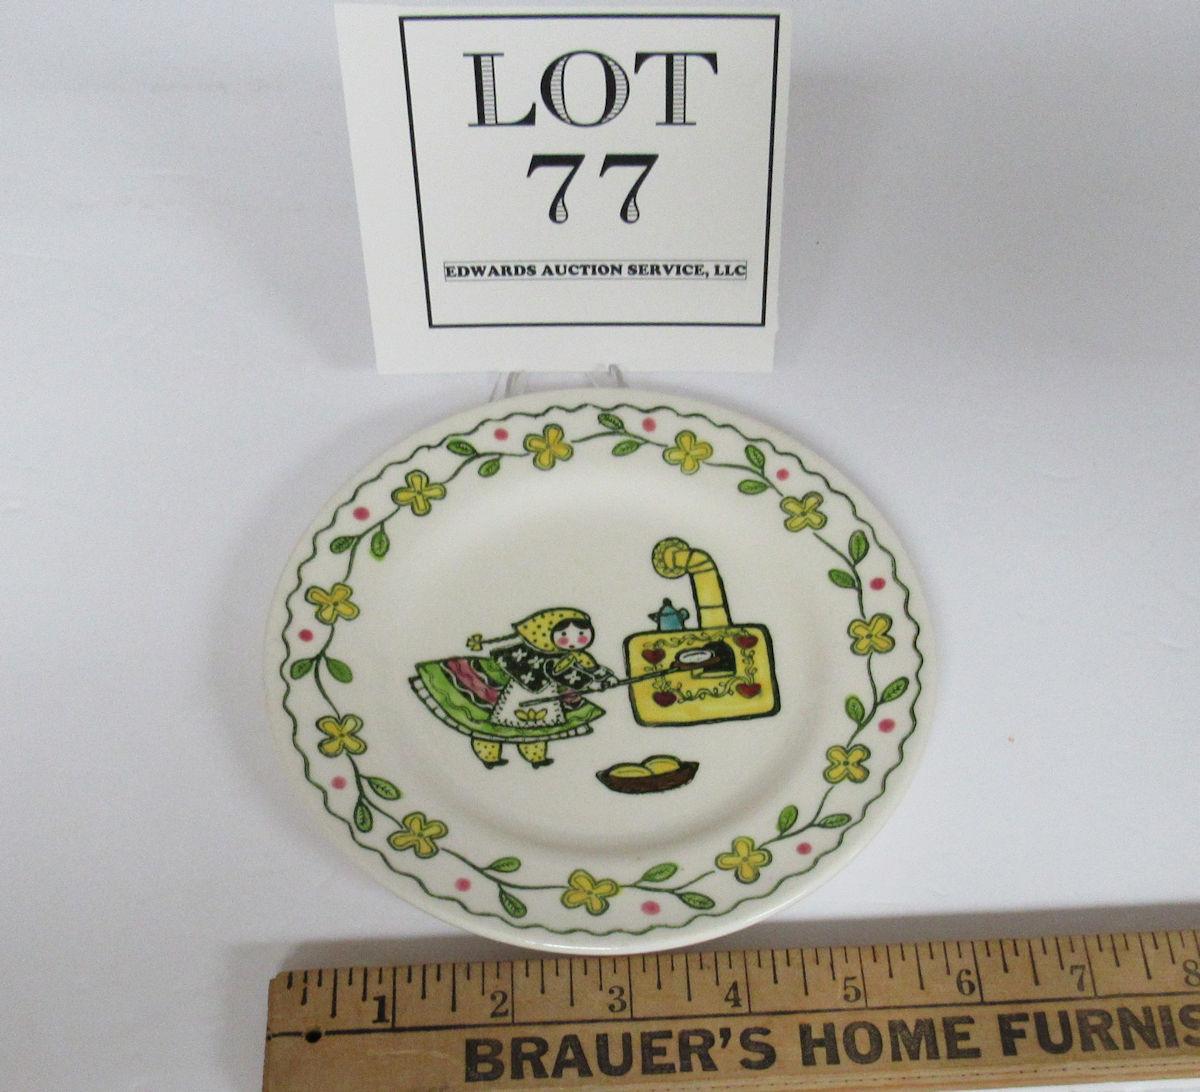 LOT
77
EDWARDS AUCTION SERVICE, LLC
1 2 3 4 5 6 7 8
BRAUER'S HOME FURNIS